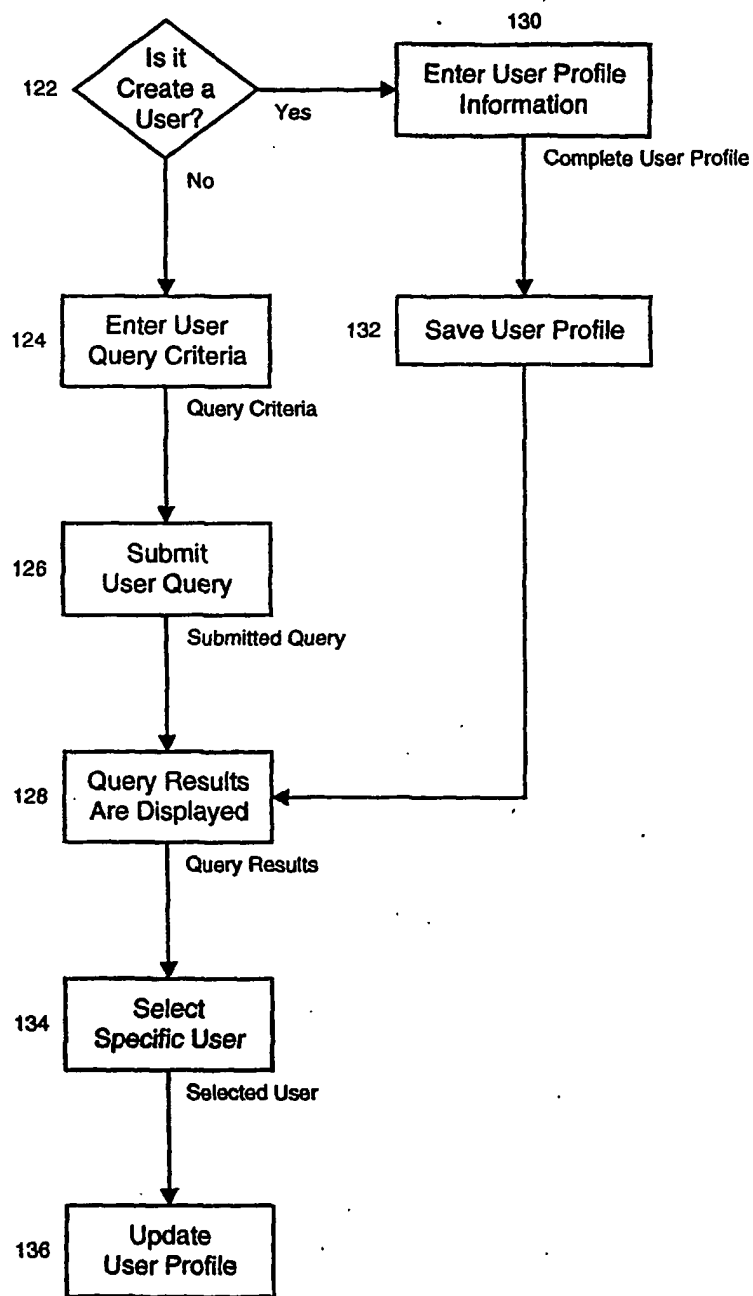 130
122
Is it
Create a
User?
Yes
Enter User Profile
Information
No
Complete User Profile
124
Enter User
Query Criteria
132
Save User Profile
Query Criteria
126
Submit
User Query
Submitted Query
128
Query Results
Are Displayed
Query Results
134
Select
Specific User
Selected User
136
Update
User Profile